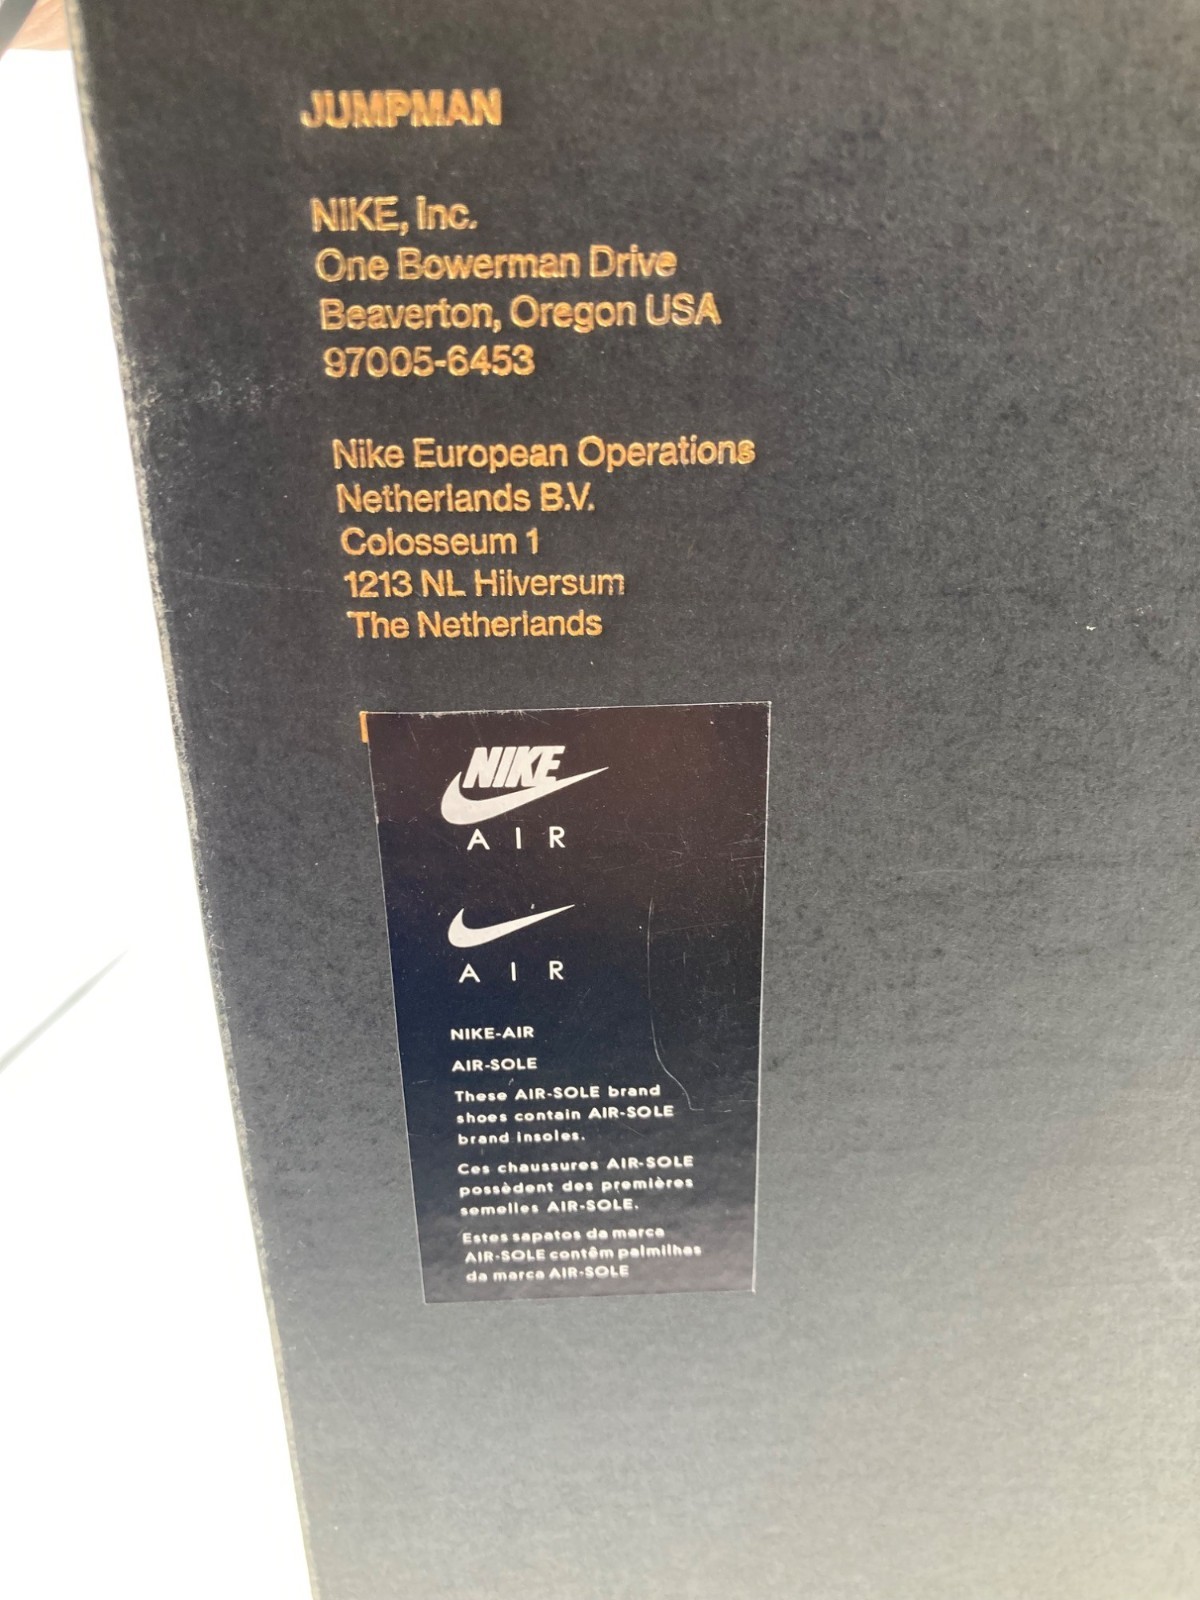 JUMPMAN
NIKE, Inc.
One Bowerman Drive
Beaverton, Oregon USA
97005-6453
Nike European Operations
Netherlands B.V.
Colosseum 1
1213 NL Hilversum
The Netherlands
NIKE
AIR
AIR
NIKE-AIR
AIR-SOLE
These AIR-SOLE brand
shoes contain AIR-SOLE
brand insoles.
Ces chaussures AIR-SOLE
possèdent des premières
semelles AIR-SOLE.
Estes sapatos da marca
AIR-SOLE contêm palmilhas
da marca AIR-SOLE